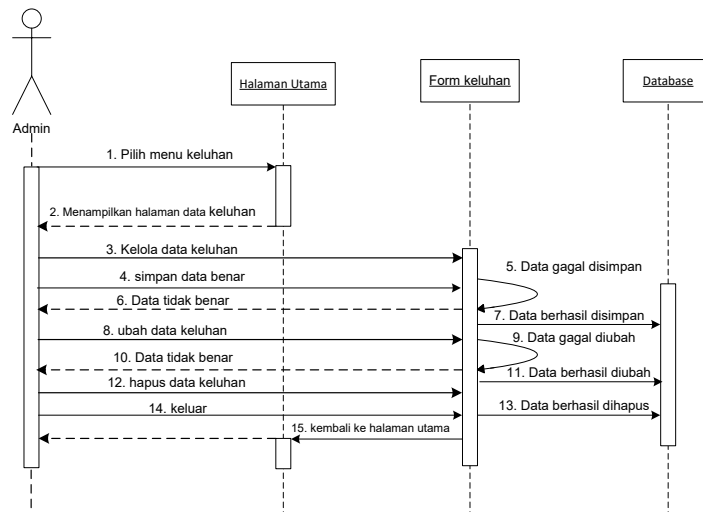 Halaman Utama
Form keluhan
Database
Admin
1. Pilih menu keluhan
2. Menampilkan halaman data keluhan
3. Kelola data keluhan
4. simpan data benar
5. Data gagal disimpan
6. Data tidak benar
7. Data berhasil disimpan
8. ubah data keluhan
9. Data gagal diubah
10. Data tidak benar
11. Data berhasil diubah
12. hapus data keluhan
13. Data berhasil dihapus
14. keluar
15. kembali ke halaman utama